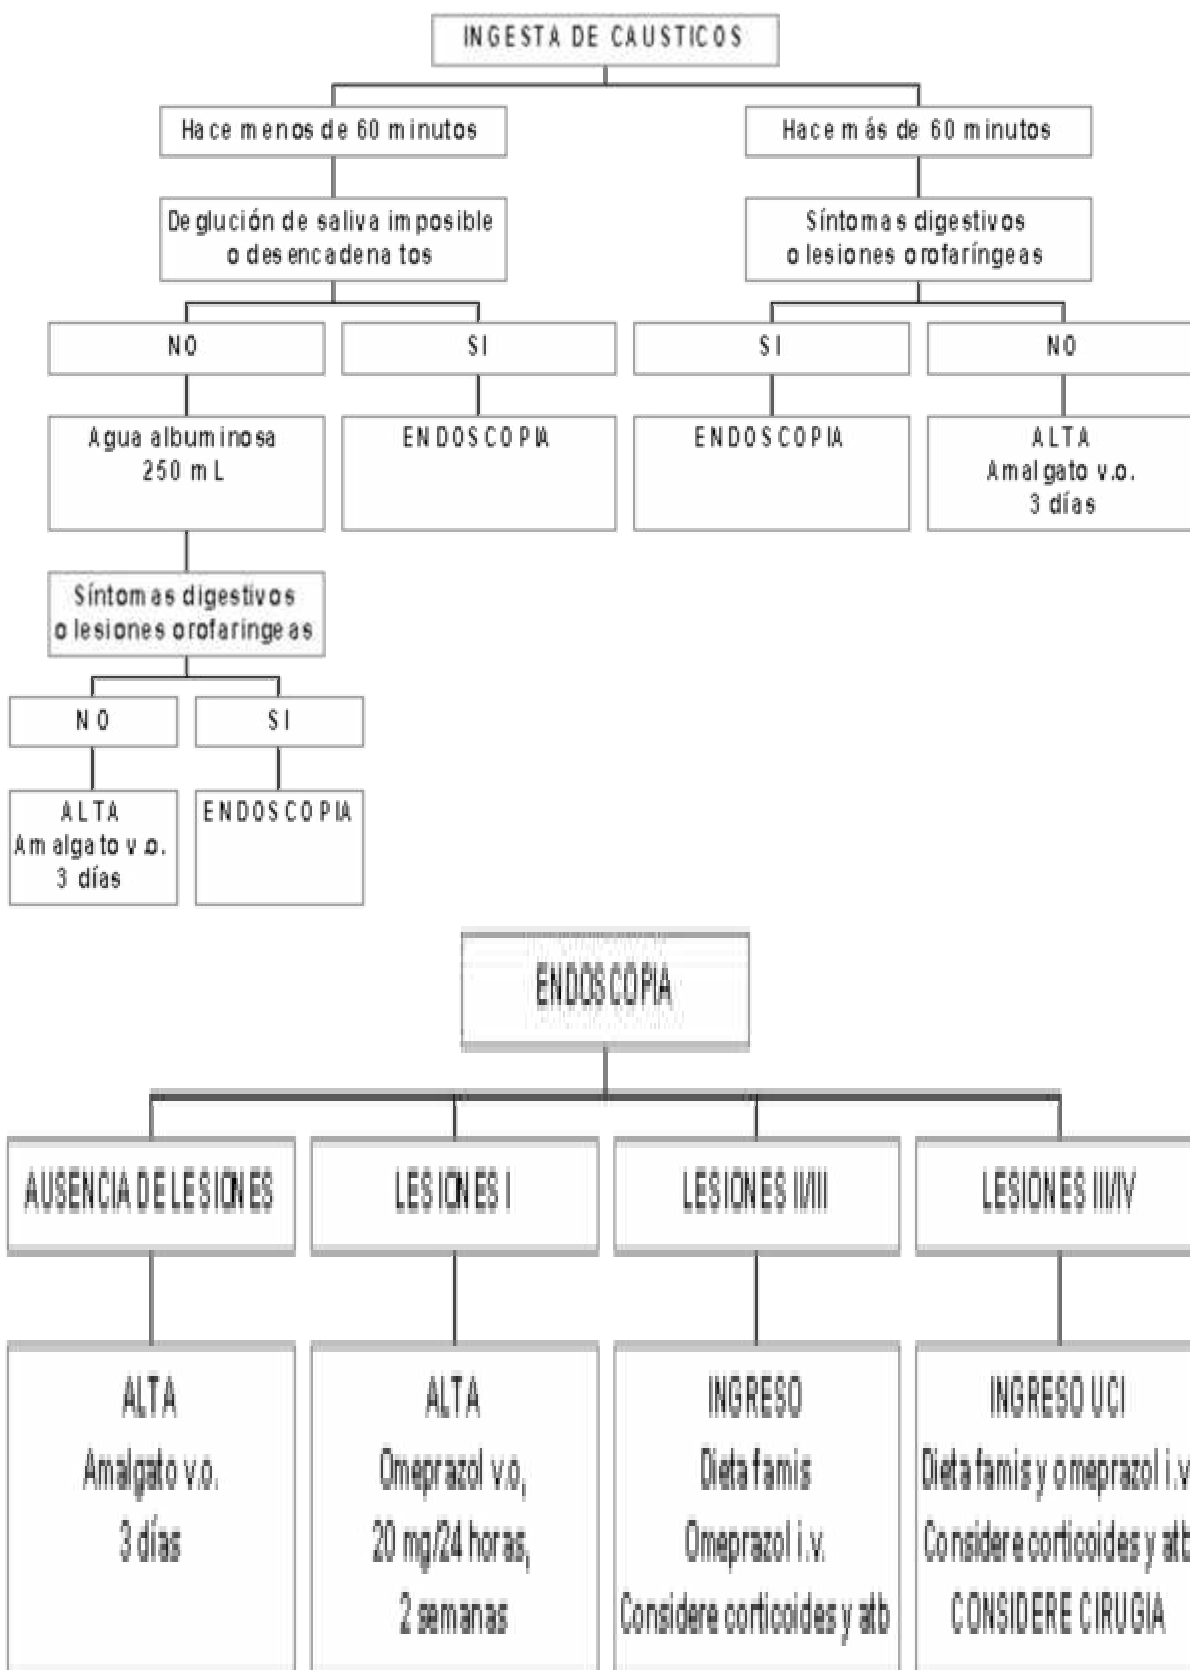 INGESTA DE CAUSTICOS
Hace menos de 60 minutos
Hace más de 60 minutos
Deglución de saliva imposible
o desencadenatos
Síntomas digestivos
o lesiones orofaríngeas
NO
SI
SI
NO
Agua albuminosa
250 mL
ENDOSCOPIA
ENDOSCOPIA
ALTA
Amalgato v.o.
3 días
Síntomas digestivos
o lesiones orofaringeas
NO
SI
ALTA
Amalgato v.o.
3 días
ENDOSCOPIA
ENDOSCOPIA
AUSENCIA DE LESIONES
LESIONES I
LESIONES II/III
LESIONES III/IV
ALTA
Amalgato v.o.
3 días
ALTA
Omeprazol v.o,
20 mg/24 horas,
2 semanas
INGRESO
Dieta famis
Omeprazol i.v.
Considere corticoides y atb
INGRESO UCI
Dieta famis y omeprazol i.v
Considere corticoides y atb
CONSIDERE CIRUGIA